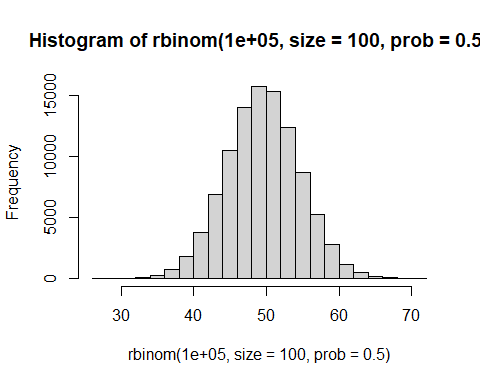 Histogram of rbinom(1e+05, size = 100, prob = 0.5
Frequency
15000
10000
5000
0
30 40 50 60 70
rbinom(1e+05, size = 100, prob = 0.5)